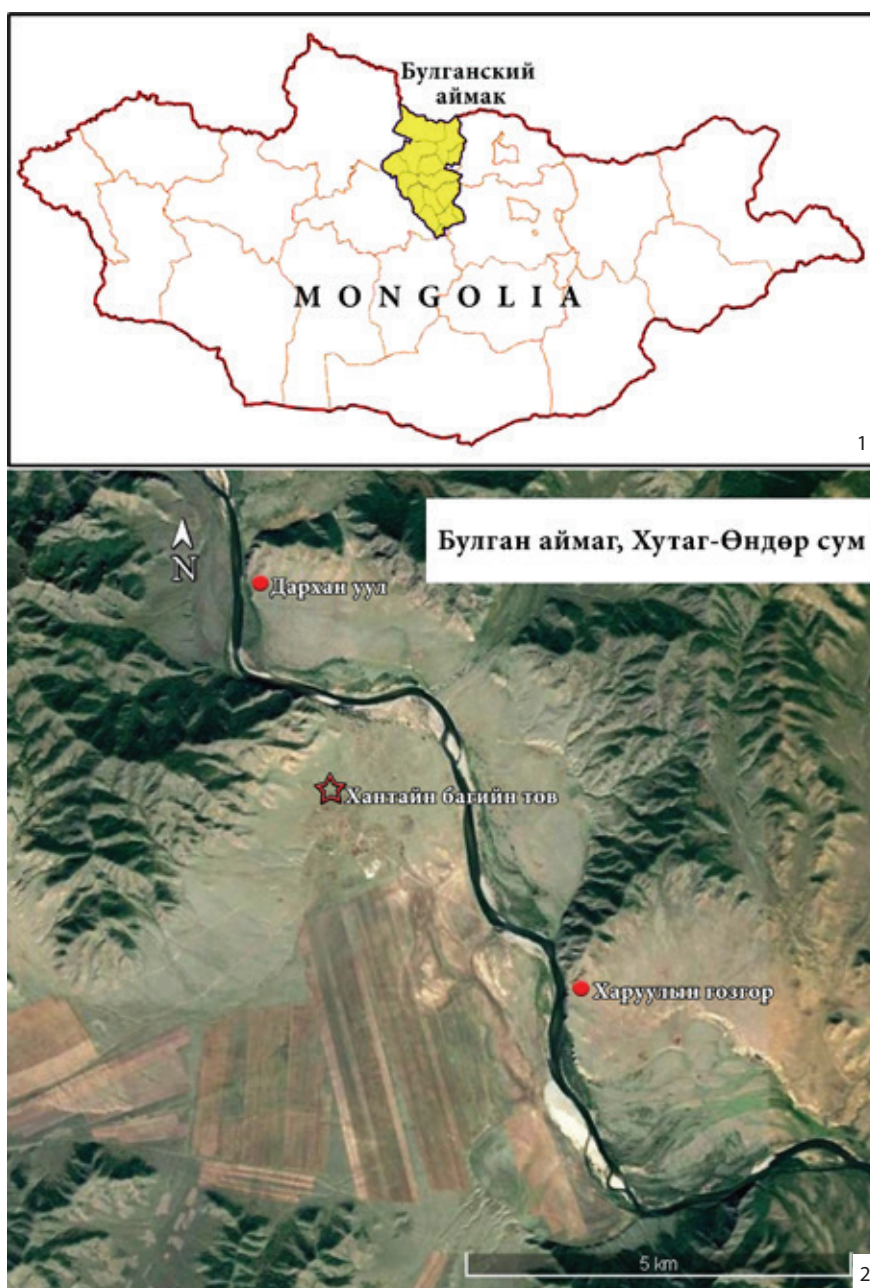 Булганский
аймак
MONGOLIA
1
Булган аймаг, Хутаг-Өндөр сум
N
Дархан уул
Хантайн багийн тов
Харуулын гозгор
5 km
2